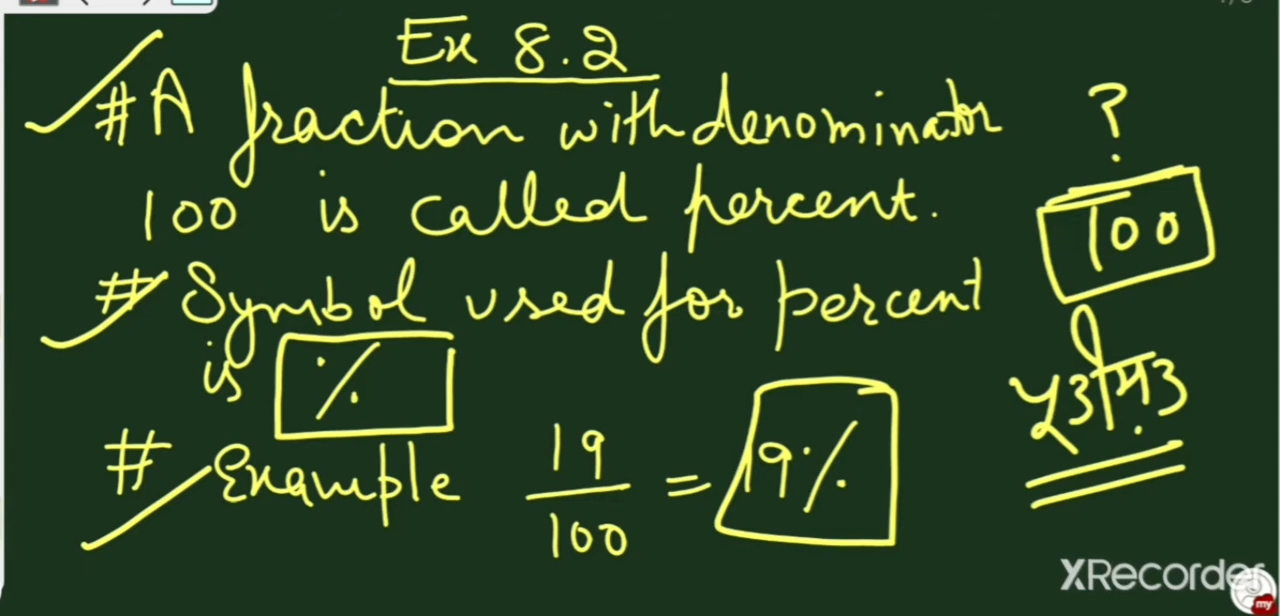 Ex 8.2
# A fraction with denominator ?
100 is called percent. 100
# Symbol used for percent
is %
# Example 19/100 = 19%
XRecorder
my